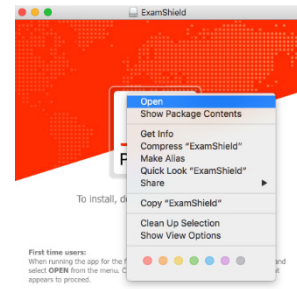 ExamShield
Open
Show Package Contents
Get Info
Compress "ExamShield"
Make Alias
Quick Look "ExamShield"
Share
Copy "ExamShield"
Clean Up Selection
Show View Options
P
To install, d
First time users:
When running the app for the f and
select OPEN from the menu. C t
appears to proceed.